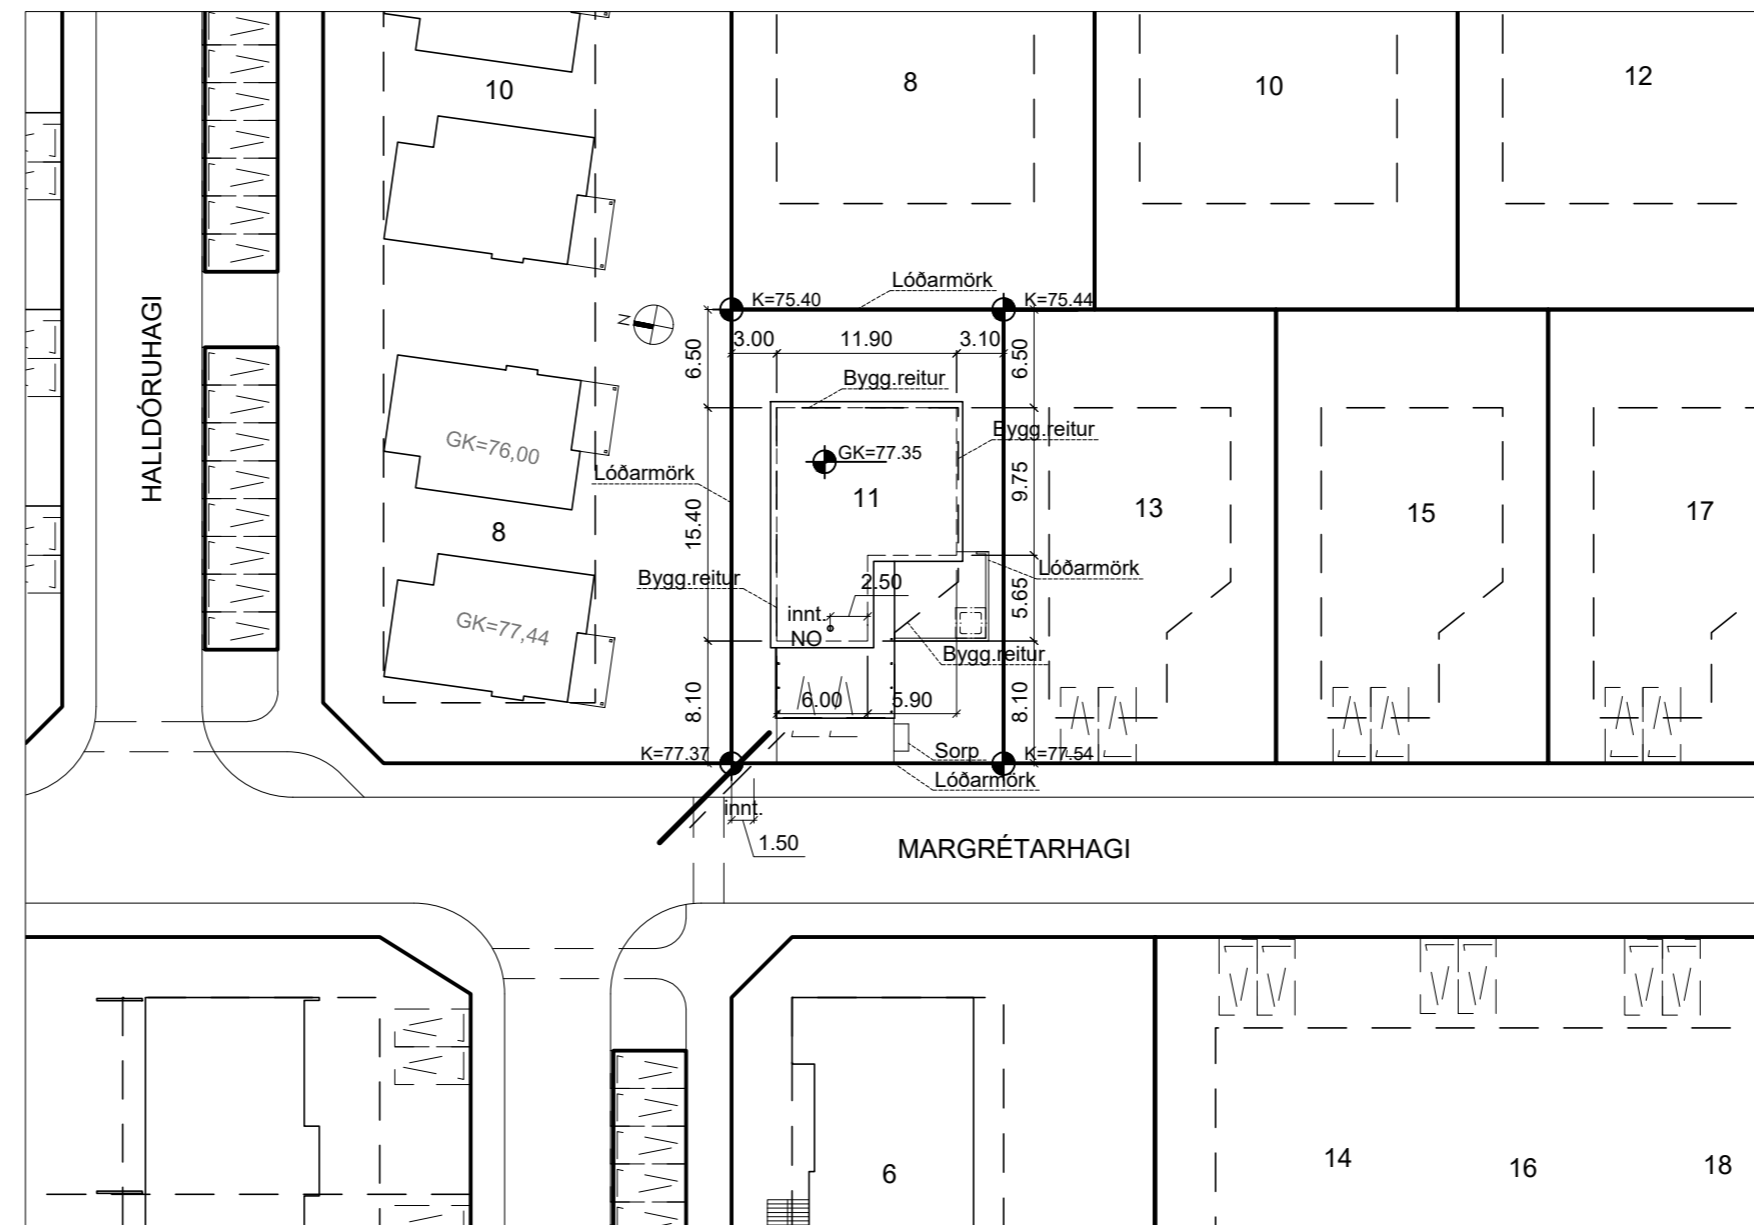 12
8
10
10
Lóðarmörk
K=75.40
K=75.44
N
3.00
11.90
3.10
6.50
6.50
Bygg.reitur
HALLDÓRUHAGI
Bygg.reitur
GK=76,00
GK=77.35
Lóðarmörk
9.75
11
13
15
17
15.40
8
Lóðarmörk
Bygg.reitur
2.50
5.65
innt.
NO
GK=77,44
Bygg.reitur
6.00
5.90
8.10
8.10
Sorp
K=77.37
K=77.54
Lóðarmörk
innt.
1.50
MARGRÉTARHAGI
14
16
18
6